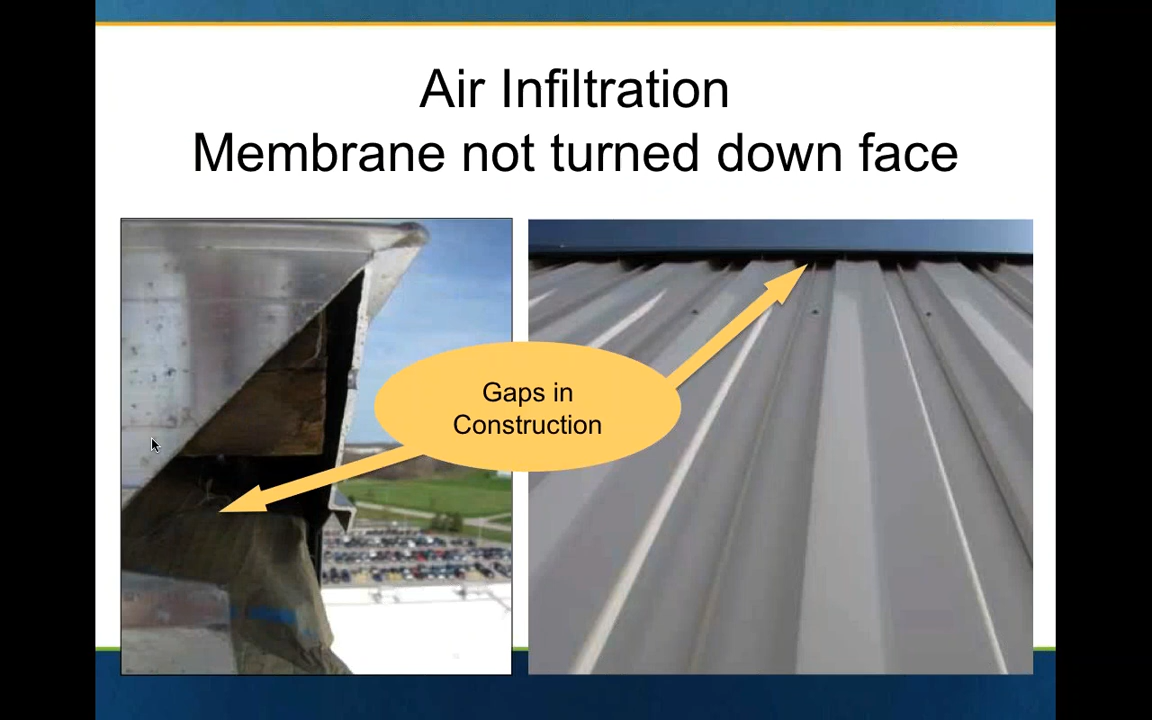 Air Infiltration
Membrane not turned down face
Gaps in
Construction